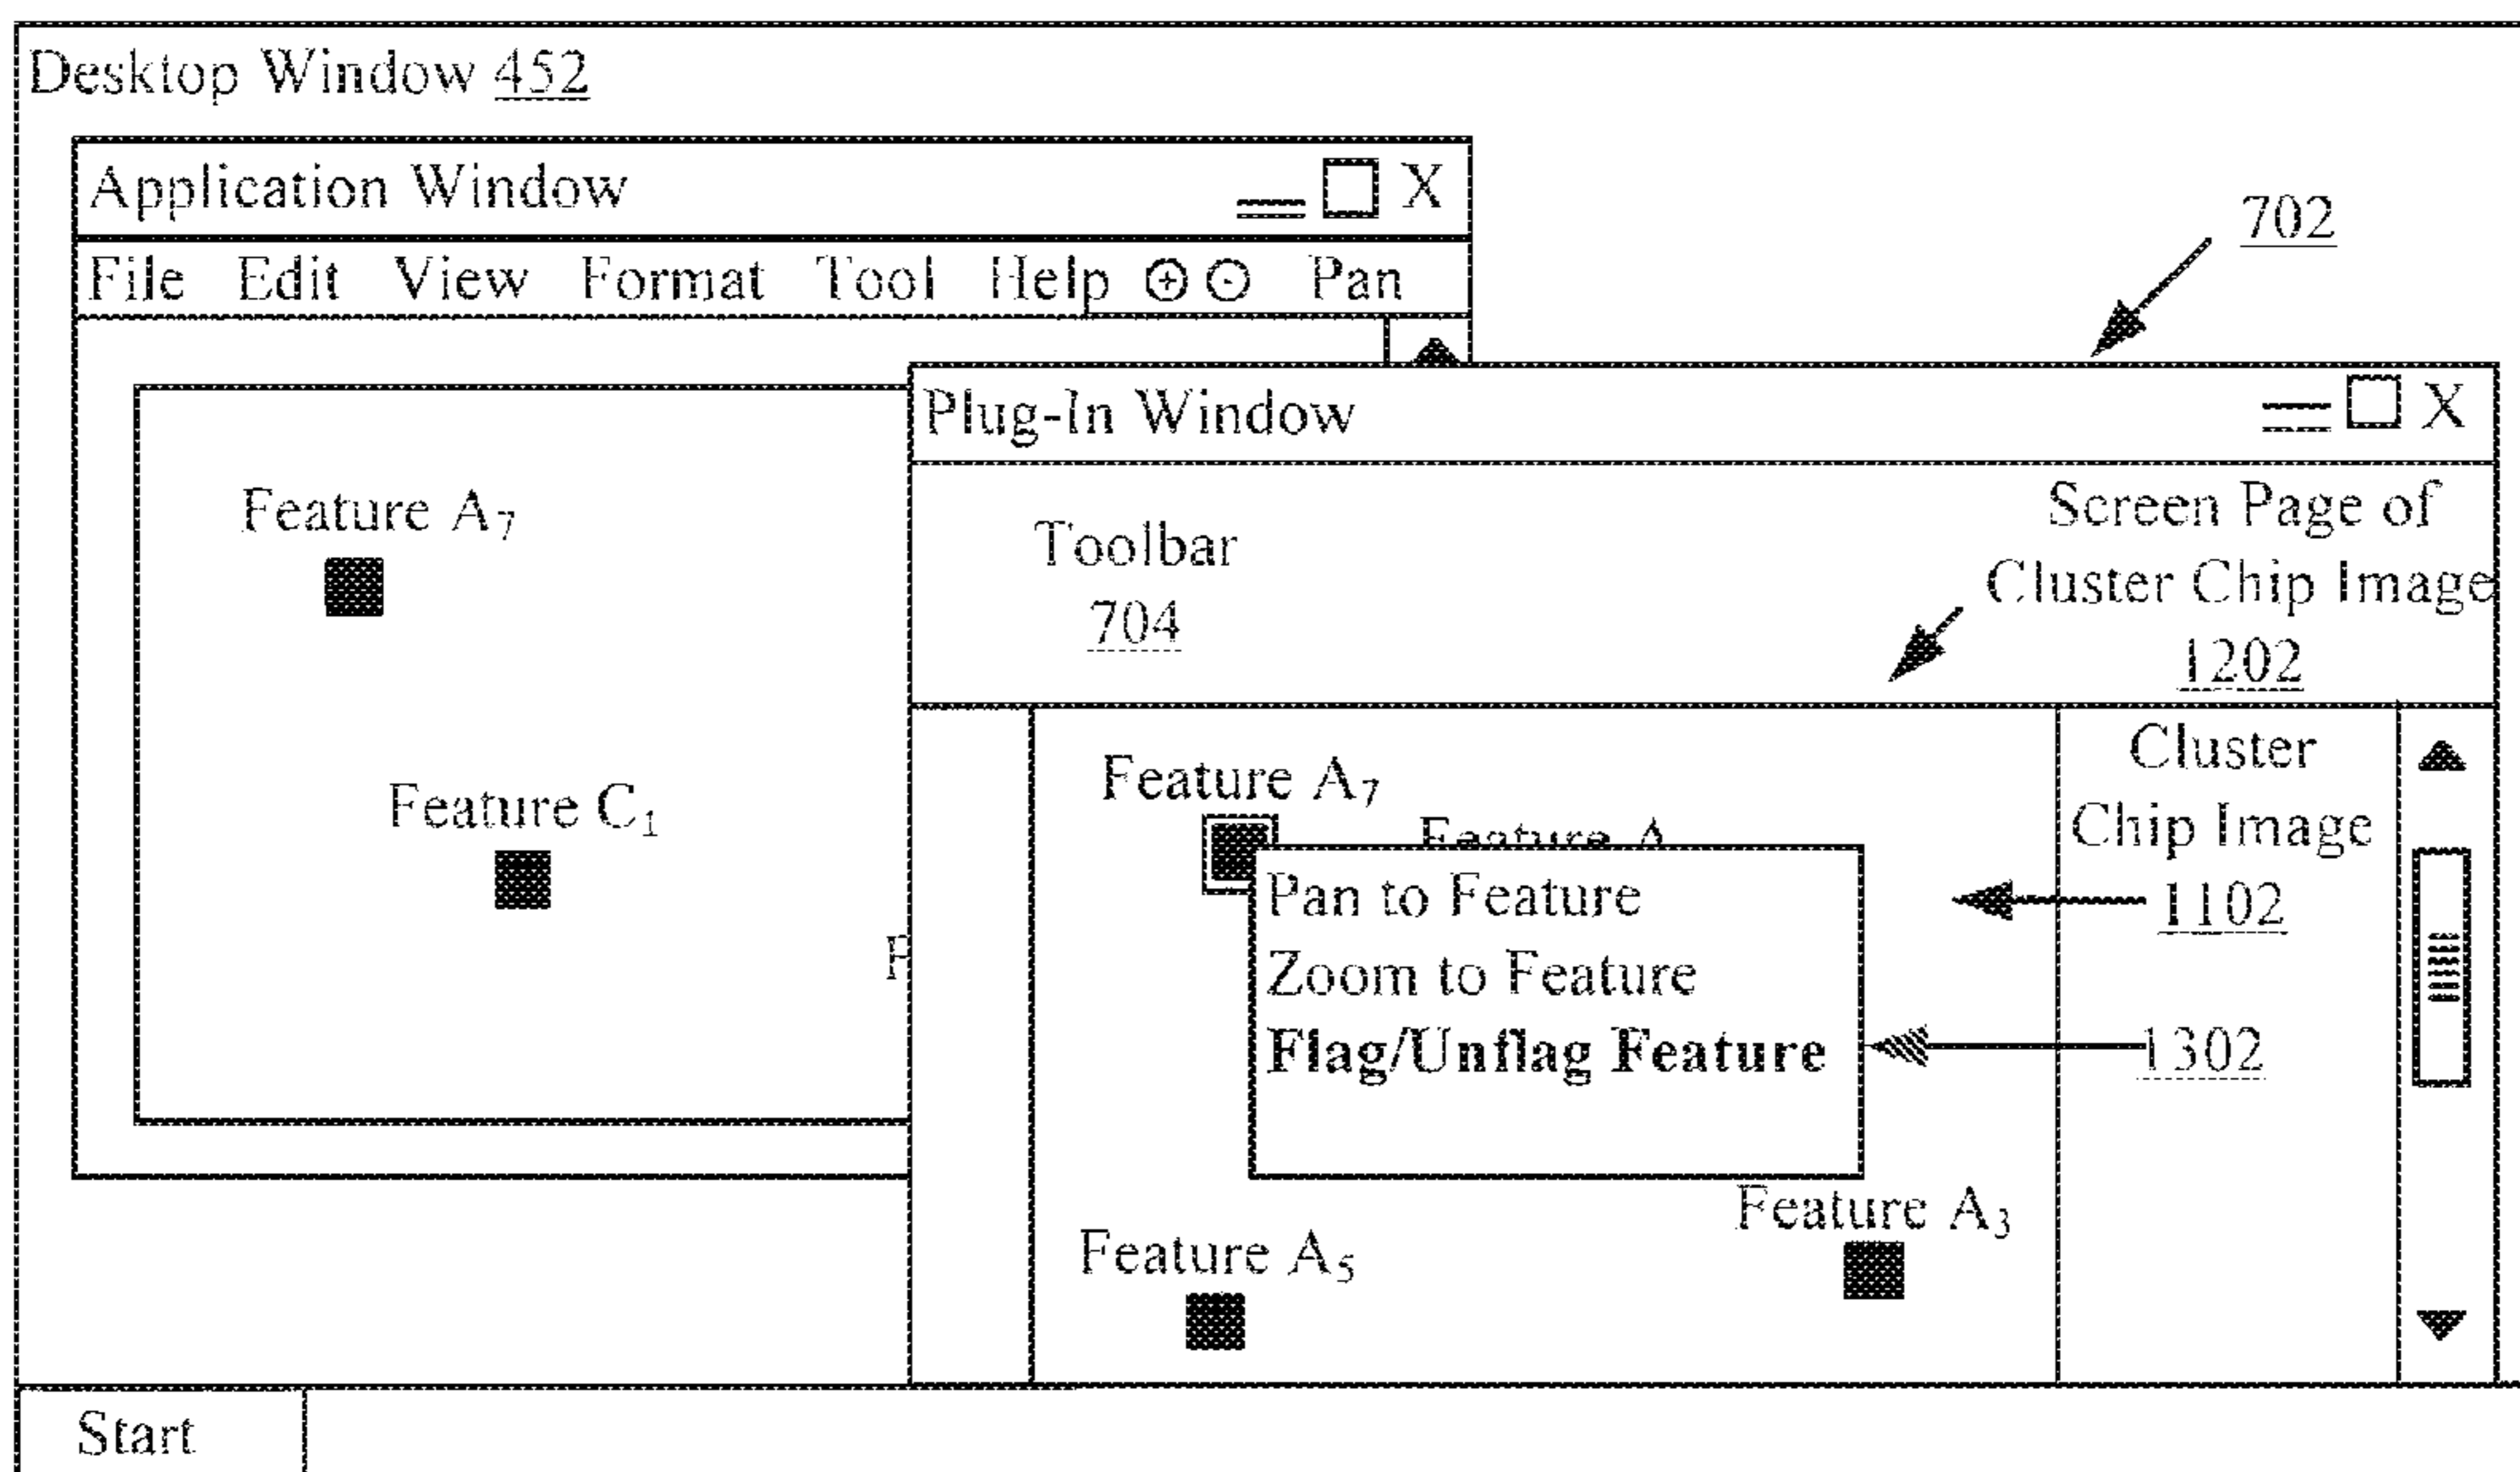 Desktop Window 452
Application Window X
File Edit View Format Tool Help + - Pan
702
Feature A₇
Feature C₁
Plug-In Window X
Toolbar
704
Screen Page of
Cluster Chip Image
1202
Feature A₇
Feature A
Pan to Feature
Zoom to Feature
Flag/Unflag Feature
Feature A₅
Feature A₃
Cluster
Chip Image
1102
1302
Start